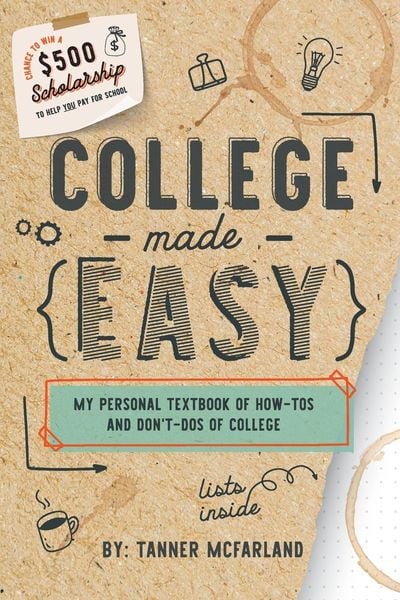 CHANCE TO WIN A
$500
Scholarship
TO HELP YOU PAY FOR SCHOOL
COLLEGE
- made -
{EASY}
MY PERSONAL TEXTBOOK OF HOW-TOS
AND DON'T-DOS OF COLLEGE
lists
inside
BY: TANNER MCFARLAND